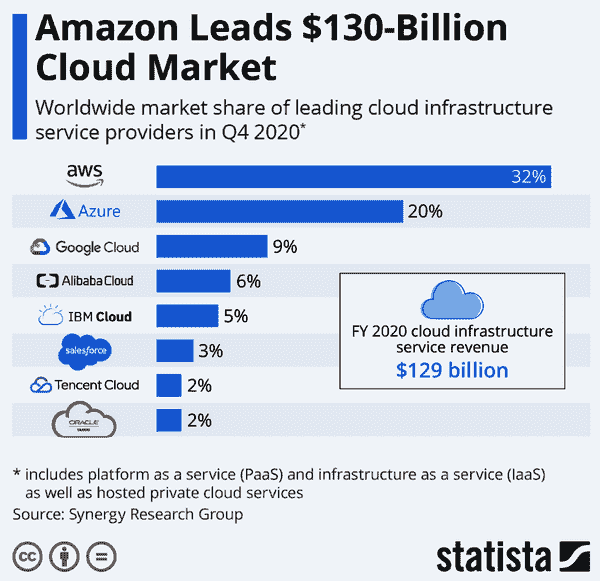 Amazon Leads $130-Billion
Cloud Market
Worldwide market share of leading cloud infrastructure
service providers in Q4 2020*
aws 32%
Azure 20%
Google Cloud 9%
Alibaba Cloud 6%
IBM Cloud 5%
salesforce 3%
Tencent Cloud 2%
ORACLE 2%
FY 2020 cloud infrastructure
service revenue
$129 billion
* includes platform as a service (PaaS) and infrastructure as a service (IaaS)
as well as hosted private cloud services
Source: Synergy Research Group
cc
statista